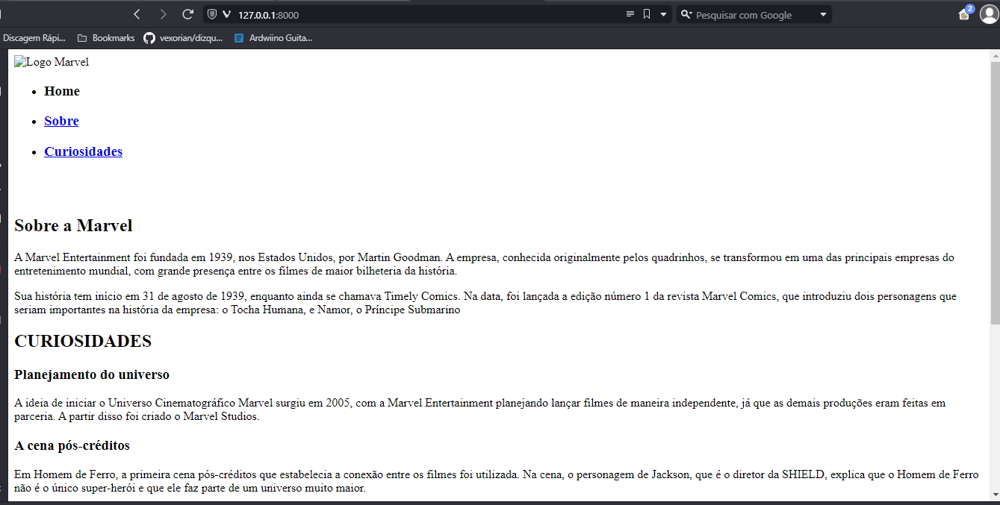 127.0.0.1:8000
Pesquisar com Google
2
Discagem Rápi...
Bookmarks
vexorian/dizqu...
Ardwiino Guita...
Logo Marvel
Home
Sobre
Curiosidades
Sobre a Marvel
A Marvel Entertainment foi fundada em 1939, nos Estados Unidos, por Martin Goodman. A empresa, conhecida originalmente pelos quadrinhos, se transformou em uma das principais empresas do
entretenimento mundial, com grande presença entre os filmes de maior bilheteria da história.
Sua história tem início em 31 de agosto de 1939, enquanto ainda se chamava Timely Comics. Na data, foi lançada a edição número 1 da revista Marvel Comics, que introduziu dois personagens que
seriam importantes na história da empresa: o Tocha Humana, e Namor, o Príncipe Submarino
CURIOSIDADES
Planejamento do universo
A ideia de iniciar o Universo Cinematográfico Marvel surgiu em 2005, com a Marvel Entertainment planejando lançar filmes de maneira independente, já que as demais produções eram feitas em
parceria. A partir disso foi criado o Marvel Studios.
A cena pós-créditos
Em Homem de Ferro, a primeira cena pós-créditos que estabelecia a conexão entre os filmes foi utilizada. Na cena, o personagem de Jackson, que é o diretor da SHIELD, explica que o Homem de Ferro
não é o único super-herói e que ele faz parte de um universo muito maior.